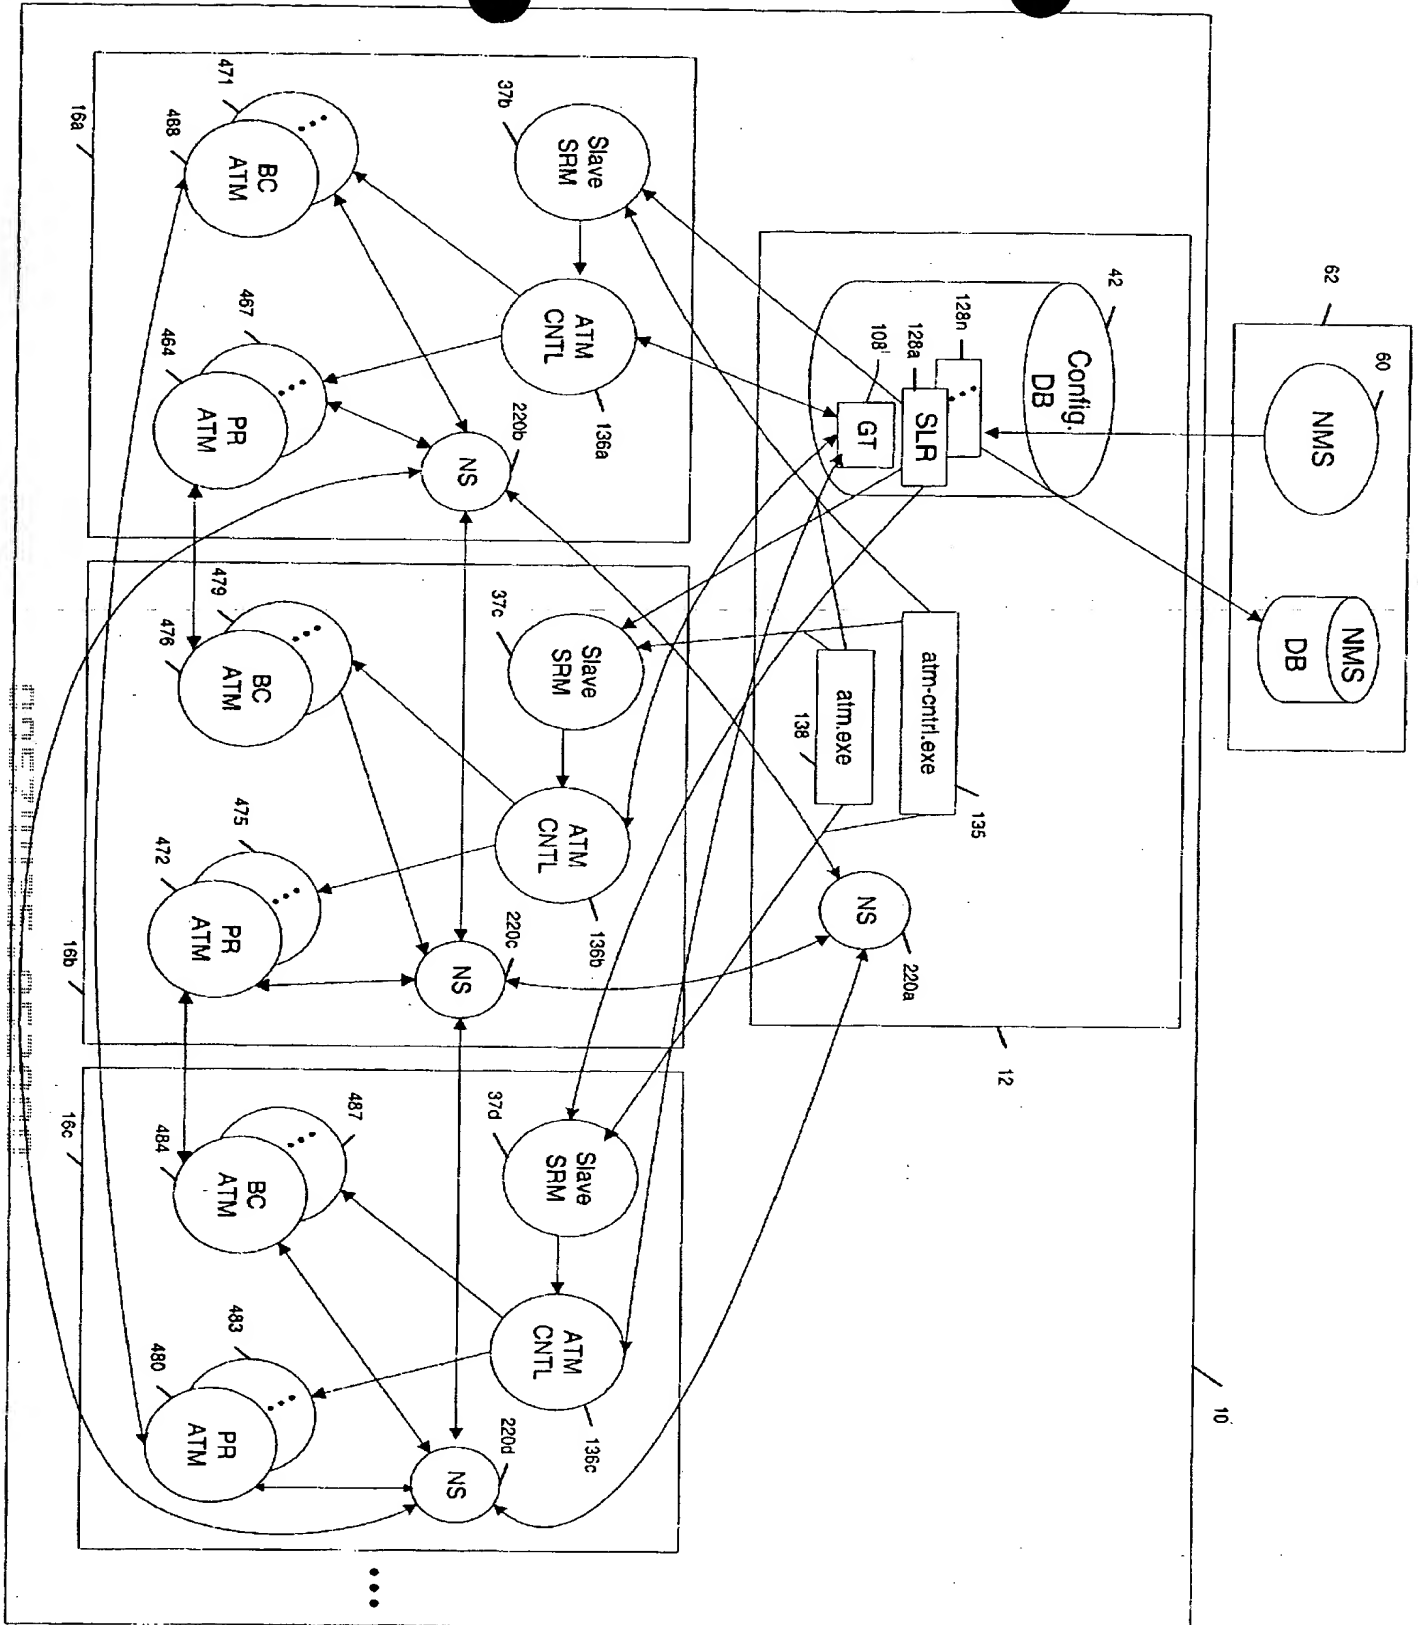 62
60
NMS
NMS
DB
10
12
42
Config.
DB
128n
128a
SLR
108'
GT
atm-cntrl.exe
135
atm.exe
138
NS
220a
37b
Slave
SRM
ATM
CNTL
136a
220b
NS
471
468
BC
ATM
467
464
PR
ATM
16a
37c
Slave
SRM
ATM
CNTL
136b
220c
NS
479
476
BC
ATM
475
472
PR
ATM
16b
37d
Slave
SRM
ATM
CNTL
136c
220d
NS
487
484
BC
ATM
483
480
PR
ATM
16c